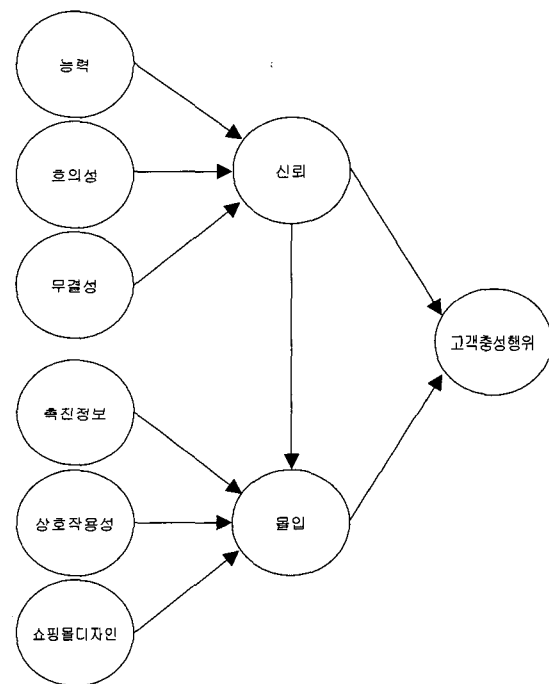 능력
호의성
무결성
신뢰
고객충성행위
촉진정보
상호작용성
쇼핑몰디자인
몰입